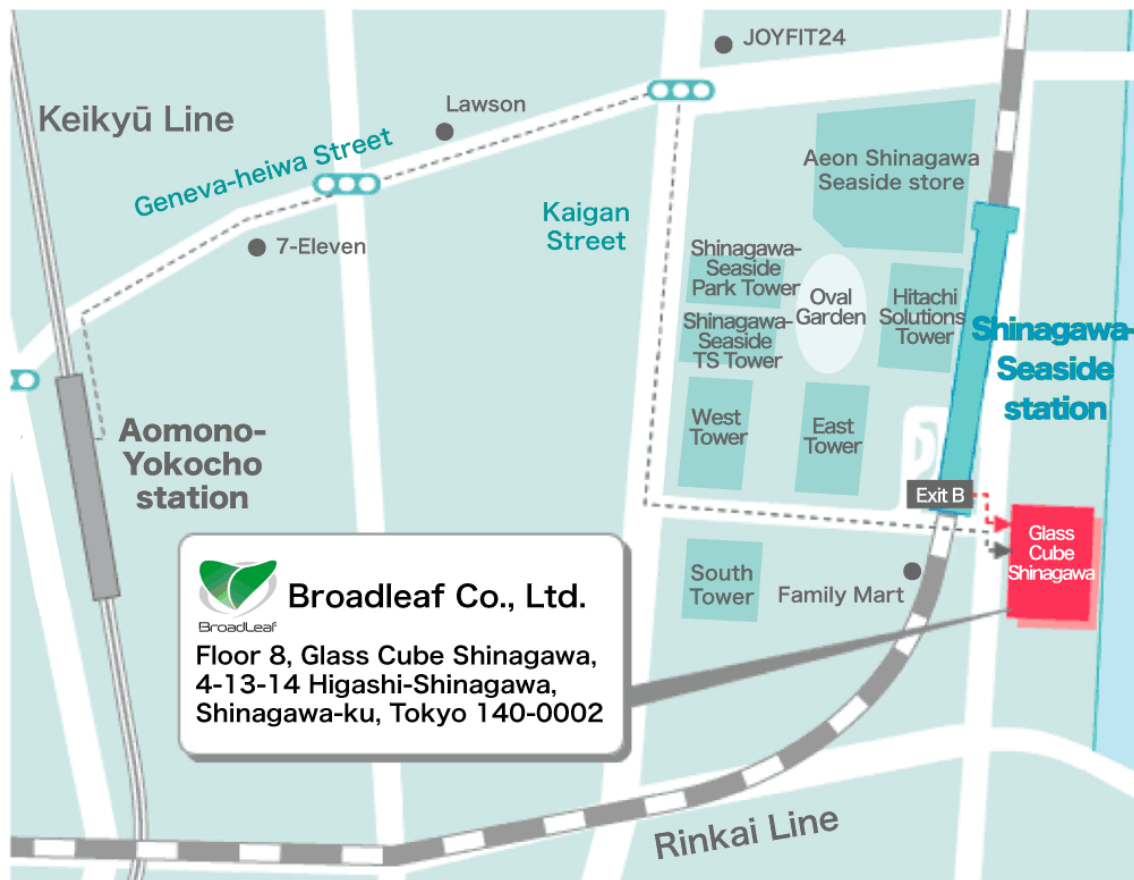 JOYFIT24
Keikyū Line
Lawson
Geneva-heiwa Street
Aeon Shinagawa
Seaside store
Kaigan
Street
7-Eleven
Shinagawa-
Seaside
Park Tower
Oval
Garden
Hitachi
Solutions
Tower
Shinagawa-
Seaside
TS Tower
Shinagawa-
Seaside
station
West
Tower
East
Tower
Aomono-
Yokocho
station
Exit B
Glass
Cube
Shinagawa
South
Tower
Family Mart
BroadLeaf
Broadleaf Co., Ltd.
Floor 8, Glass Cube Shinagawa,
4-13-14 Higashi-Shinagawa,
Shinagawa-ku, Tokyo 140-0002
Rinkai Line